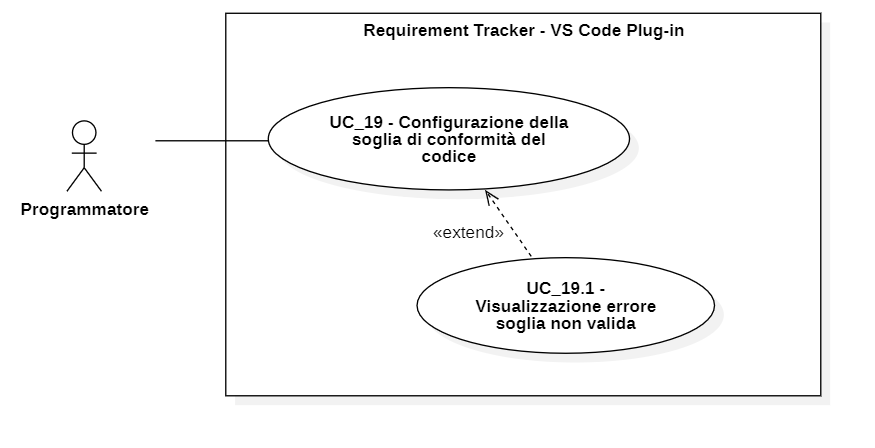 Requirement Tracker - VS Code Plug-in
UC_19 - Configurazione della
soglia di conformità del
codice
Programmatore
«extend»
UC_19.1 -
Visualizzazione errore
soglia non valida